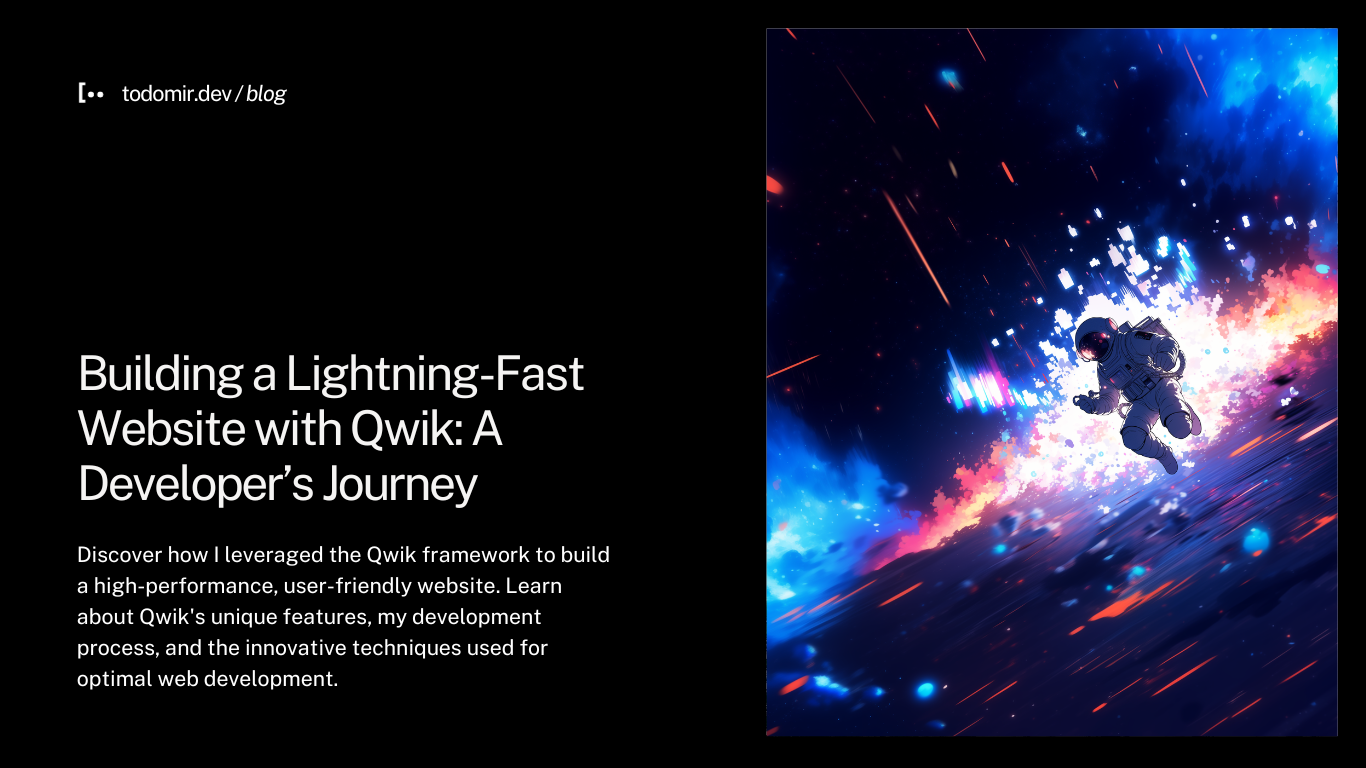 todomir.dev / blog
Building a Lightning-Fast
Website with Qwik: A
Developer’s Journey
Discover how I leveraged the Qwik framework to build
a high-performance, user-friendly website. Learn
about Qwik's unique features, my development
process, and the innovative techniques used for
optimal web development.